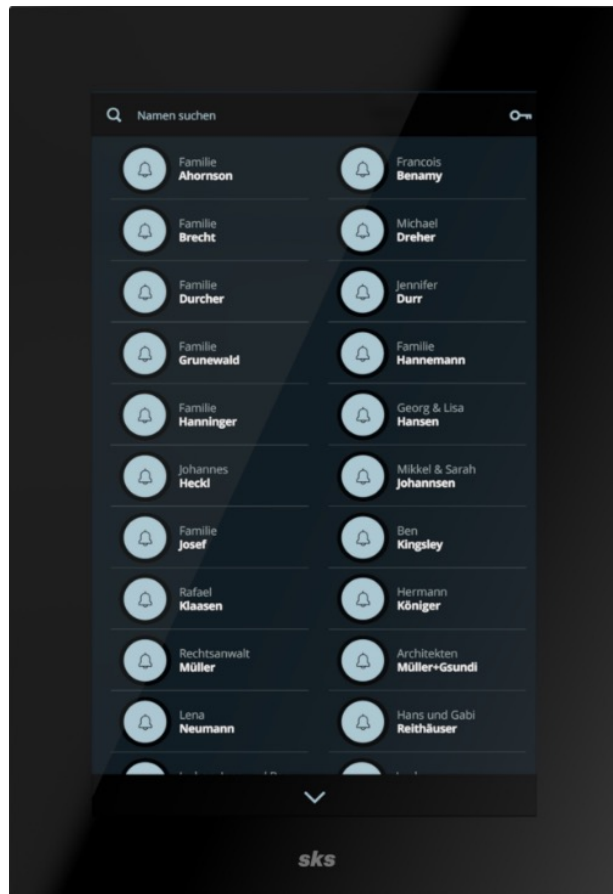 Namen suchen
Familie
Ahornson
Francois
Benamy
Familie
Brecht
Michael
Dreher
Familie
Durcher
Jennifer
Durr
Familie
Grunewald
Familie
Hannemann
Familie
Hanninger
Georg & Lisa
Hansen
Johannes
Heckl
Mikkel & Sarah
Johannsen
Familie
Josef
Ben
Kingsley
Rafael
Klaasen
Hermann
Königer
Rechtsanwalt
Müller
Architekten
Müller+Gsundi
Lena
Neumann
Hans und Gabi
Reithäuser
sks